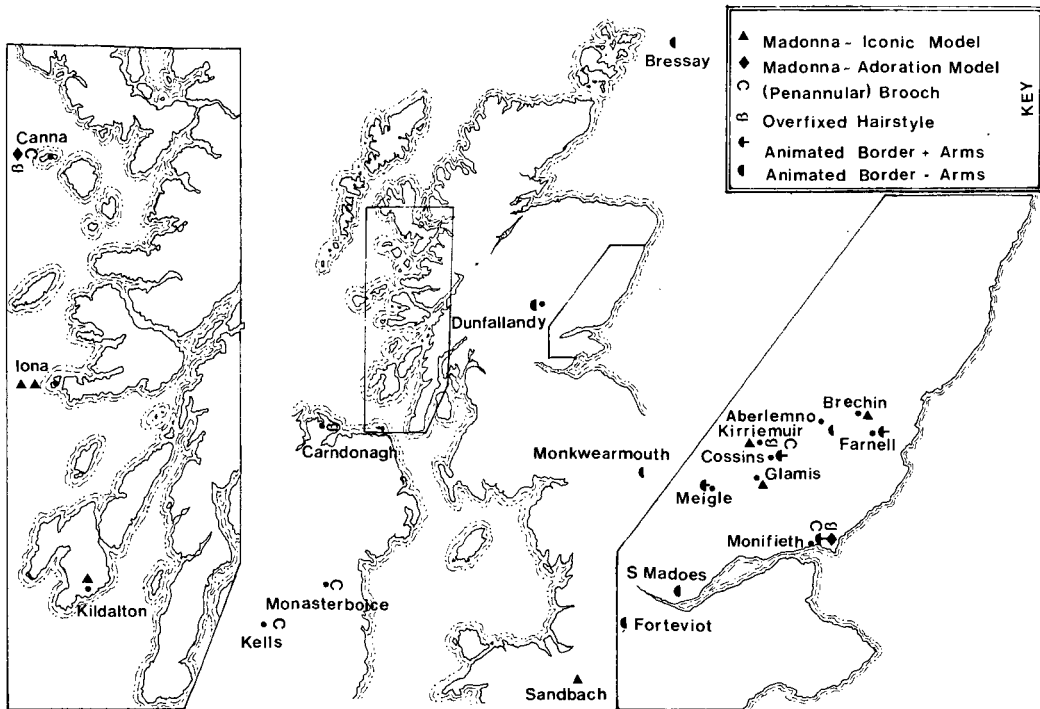 Madonna - Iconic Model
Madonna - Adoration Model
(Penannular) Brooch
Overfixed Hairstyle
Animated Border + Arms
Animated Border - Arms
KEY
Bressay
Canna
Dunfallandy
Iona
Brechin
Aberlemno
Kirriemuir
Farnell
Carndonagh
Cossins
Monkwearmouth
Glamis
Meigle
Monifieth
S Madoes
Kildalton
Monasterboice
Forteviot
Kells
Sandbach